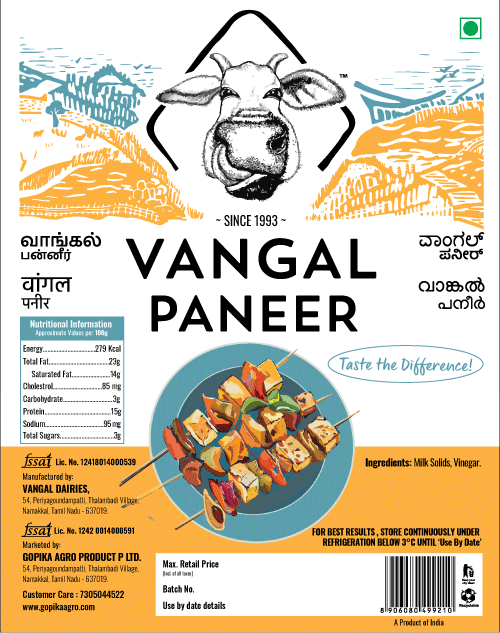 TM
~ SINCE 1993 ~
வாங்கல்
பன்னீர்
वांगल
पनीर
VANGAL
PANEER
ವಾಂಗಲ್
ಪನೀರ್
വാങ്കൽ
പനീർ
Taste the Difference!
Nutritional Information
Approximate Values per 100g
Energy...........................279 Kcal
Total Fat..............................23g
Saturated Fat....................14g
Cholestrol.........................85 mg
Carbohydrate.........................3g
Protein.................................15g
Sodium..............................95 mg
Total Sugars...........................3g
fssai Lic. No. 12418014000539
Manufactured by:
VANGAL DAIRIES,
54, Periyagoundampatti, Thalambadi Village,
Namakkal, Tamil Nadu - 637019.
fssai Lic. No. 1242 0014000591
Marketed by:
GOPIKA AGRO PRODUCT P LTD.
54, Periyagoundampatti, Thalambadi Village,
Namakkal, Tamil Nadu - 637019.
Customer Care : 7305044522
www.gopikaagro.com
Ingredients: Milk Solids, Vinegar.
FOR BEST RESULTS , STORE CONTINUOUSLY UNDER
REFRIGERATION BELOW 3°C UNTIL 'Use By Date'
Max. Retail Price
(Incl. of all taxes)
Batch No.
Use by date details
8 906080 499210
Recyclable
A Product of India